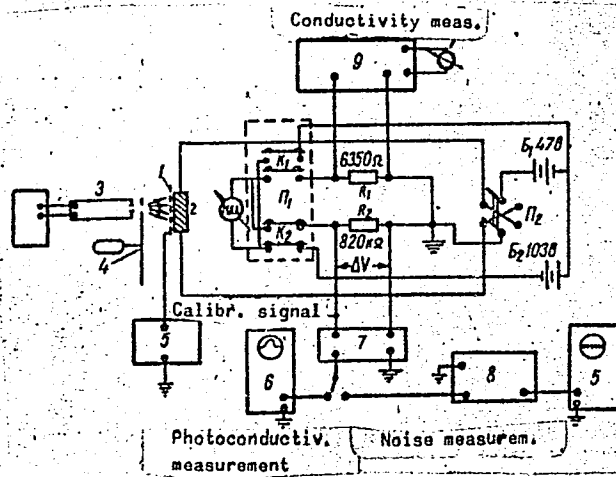 Conductivity meas.
9
K₁
6350Ω
R₁
Б₁ 47В
П₁
R₂
П₂
K₂
820кΩ
Б₂ 103В
ΔV
1
3
2
4
Calibr. signal
5
6
7
8
5
Photoconductiv.
measurement
Noise measurem.